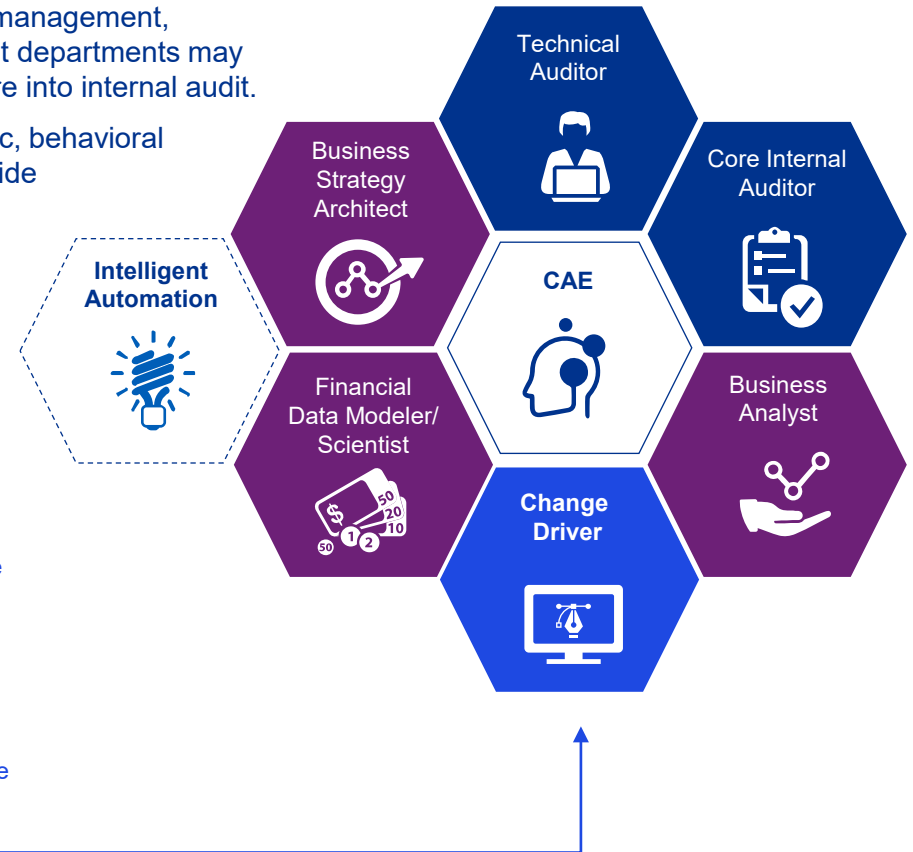 management,
t departments may
re into internal audit.
c, behavioral
ide
Technical
Auditor
Business
Strategy
Architect
Core Internal
Auditor
Intelligent
Automation
CAE
Financial
Data Modeler/
Scientist
$
50
20
10
50
1
2
Business
Analyst
Change
Driver
e
e